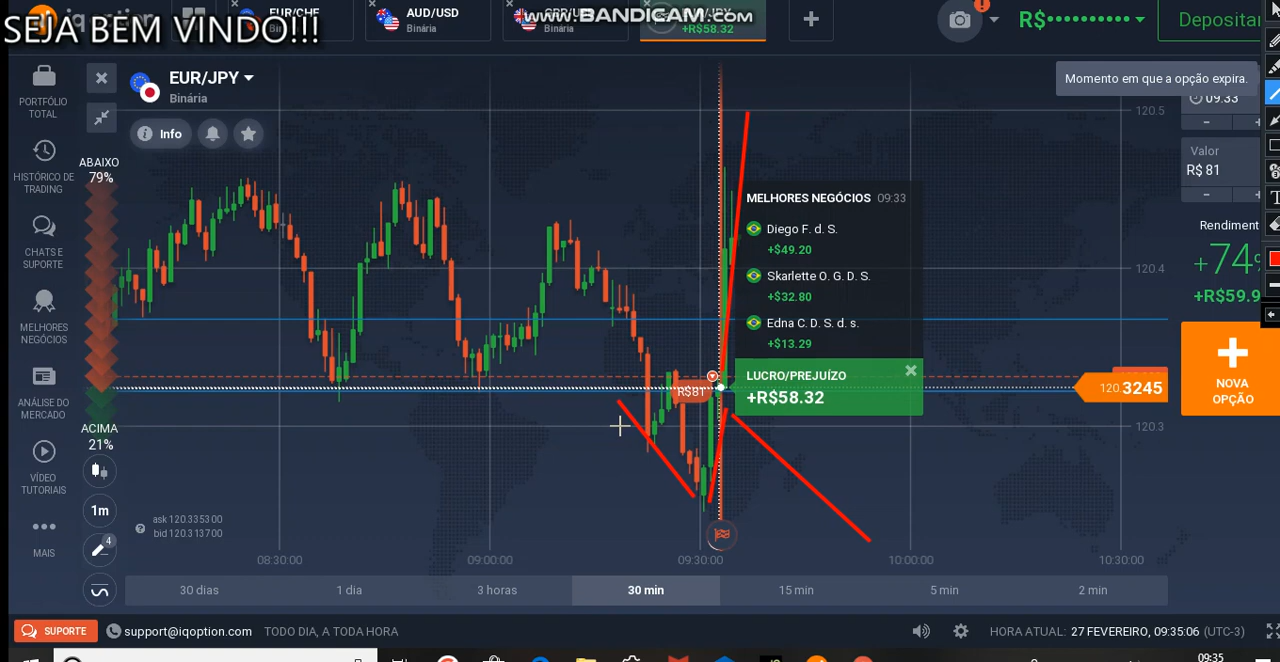 SEJA BEM VINDO!!!
iq option
EUR/CHF
AUD/USD
Binária
www.BANDICAM.com
+R$58.32
R$••••••••••
Depositar
PORTFÓLIO
TOTAL
HISTÓRICO DE
TRADING
CHATS E
SUPORTE
MELHORES
NEGÓCIOS
ANÁLISE DO
MERCADO
VÍDEO
TUTORIAIS
MAIS
EUR/JPY
Binária
Info
ABAIXO
79%
ACIMA
21%
1m
4
ask 120.335300
bid 120.313700
Momento em que a opção expira.
09:33
Valor
R$ 81
Rendiment
+74%
+R$59.9
NOVA
OPÇÃO
MELHORES NEGÓCIOS 09:33
Diego F. d. S.
+$49.20
Skarlette O. G. D. S.
+$32.80
Edna C. D. S. d. s.
+$13.29
LUCRO/PREJUÍZO
+R$58.32
R$81
120.5
120.4
120.3245
120.3
08:30:00
09:00:00
09:30:00
10:00:00
10:30:00
30 dias
1 dia
3 horas
30 min
15 min
5 min
2 min
SUPORTE
support@iqoption.com
TODO DIA, A TODA HORA
HORA ATUAL: 27 FEVEREIRO, 09:35:06 (UTC-3)
09:35